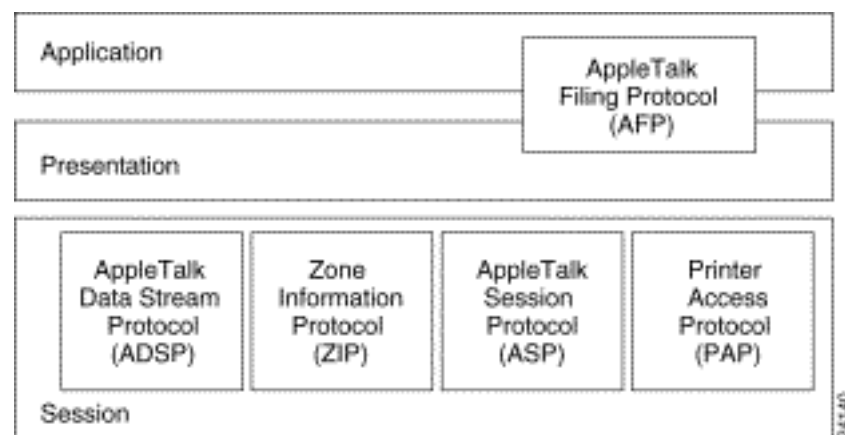 Application
AppleTalk
Filing Protocol
(AFP)
Presentation
AppleTalk
Data Stream
Protocol
(ADSP)
Zone
Information
Protocol
(ZIP)
AppleTalk
Session
Protocol
(ASP)
Printer
Access
Protocol
(PAP)
Session